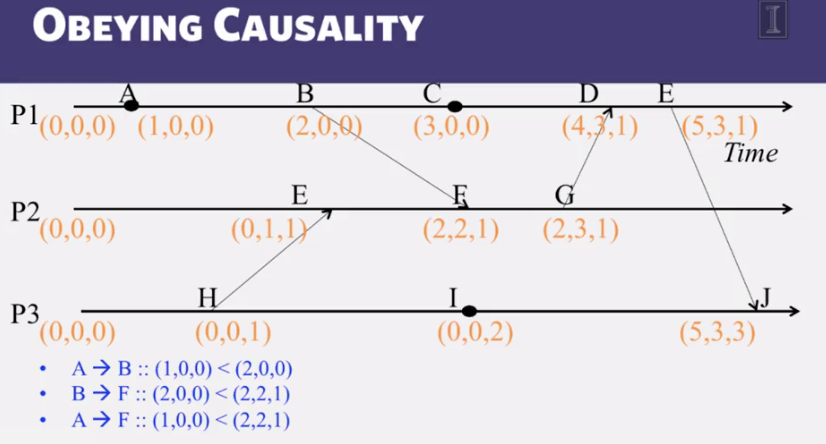 OBEYING CAUSALITY
A B C D E
P1 (0,0,0) (1,0,0) (2,0,0) (3,0,0) (4,3,1) (5,3,1)
Time
E F G
P2 (0,0,0) (0,1,1) (2,2,1) (2,3,1)
H I J
P3 (0,0,0) (0,0,1) (0,0,2) (5,3,3)
• A → B :: (1,0,0) < (2,0,0)
• B → F :: (2,0,0) < (2,2,1)
• A → F :: (1,0,0) < (2,2,1)